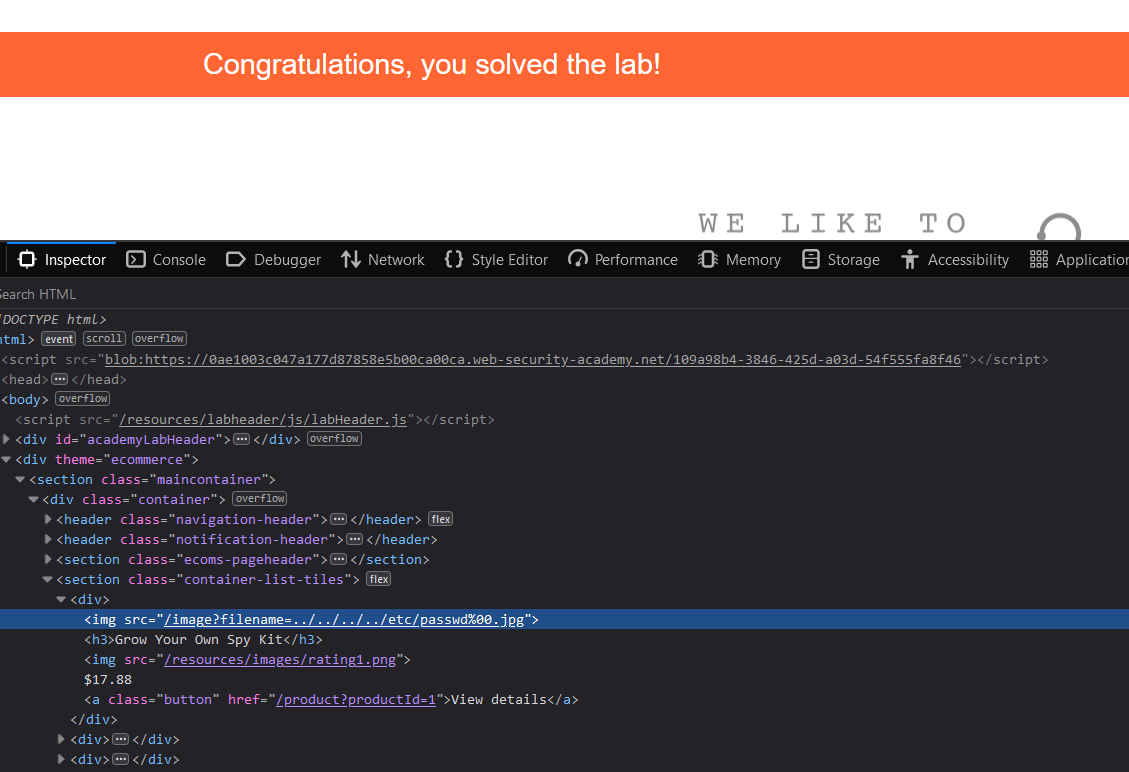 Congratulations, you solved the lab!
WE LIKE TO
Inspector Console Debugger Network Style Editor Performance Memory Storage Accessibility Application
Search HTML
!DOCTYPE html>
html> event scroll overflow
<script src="blob:https://0ae1003c047a177d87858e5b00ca00ca.web-security-academy.net/109a98b4-3846-425d-a03d-54f555fa8f46"></script>
<head>⋯</head>
<body> overflow
<script src="/resources/labheader/js/labHeader.js"></script>
<div id="academyLabHeader">⋯</div> overflow
<div theme="ecommerce">
<section class="maincontainer">
<div class="container"> overflow
<header class="navigation-header">⋯</header> flex
<header class="notification-header">⋯</header>
<section class="ecoms-pageheader">⋯</section>
<section class="container-list-tiles"> flex
<div>
<img src="/image?filename=../../../../etc/passwd%00.jpg">
<h3>Grow Your Own Spy Kit</h3>
<img src="/resources/images/rating1.png">
$17.88
<a class="button" href="/product?productId=1">View details</a>
</div>
<div>⋯</div>
<div>⋯</div>